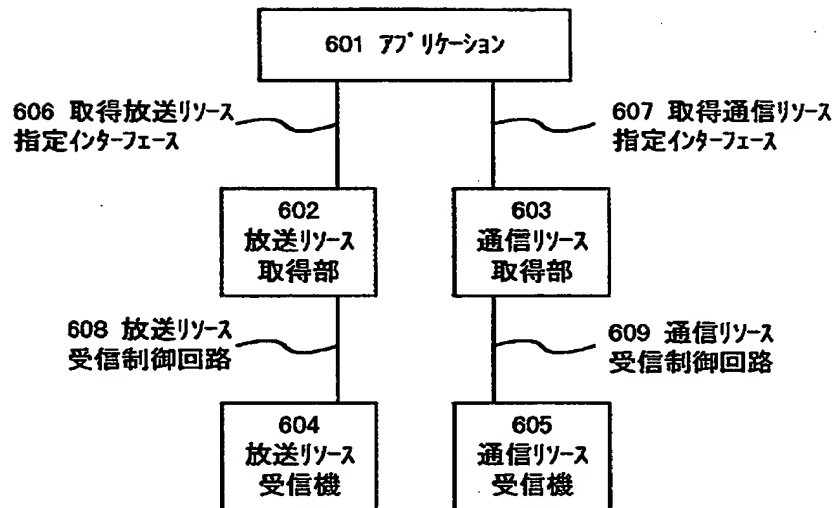 601 アプリケーション
606 取得放送リソース
指定インターフェース
607 取得通信リソース
指定インターフェース
602
放送リソース
取得部
603
通信リソース
取得部
608 放送リソース
受信制御回路
609 通信リソース
受信制御回路
604
放送リソース
受信機
605
通信リソース
受信機